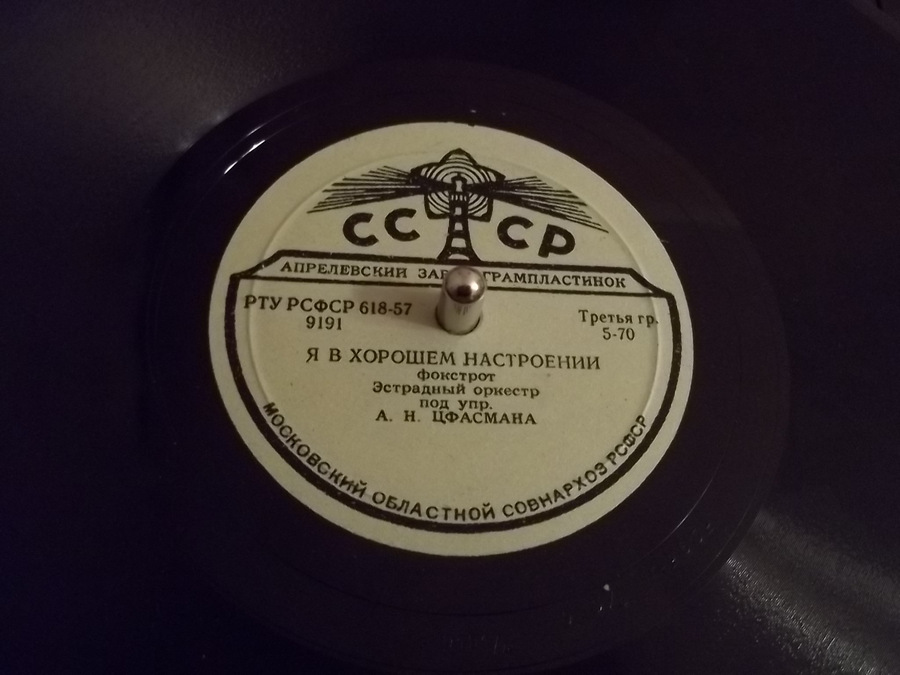 СССР
АПРЕЛЕВСКИЙ ЗАВ ГРАМПЛАСТИНОК
РТУ РСФСР 618-57
9191
Третья гр.
5-70
Я В ХОРОШЕМ НАСТРОЕНИИ
фокстрот
Эстрадный оркестр
под упр.
А. Н. ЦФАСМАНА
МОСКОВСКИЙ ОБЛАСТНОЙ СОВНАРХОЗ РСФСР